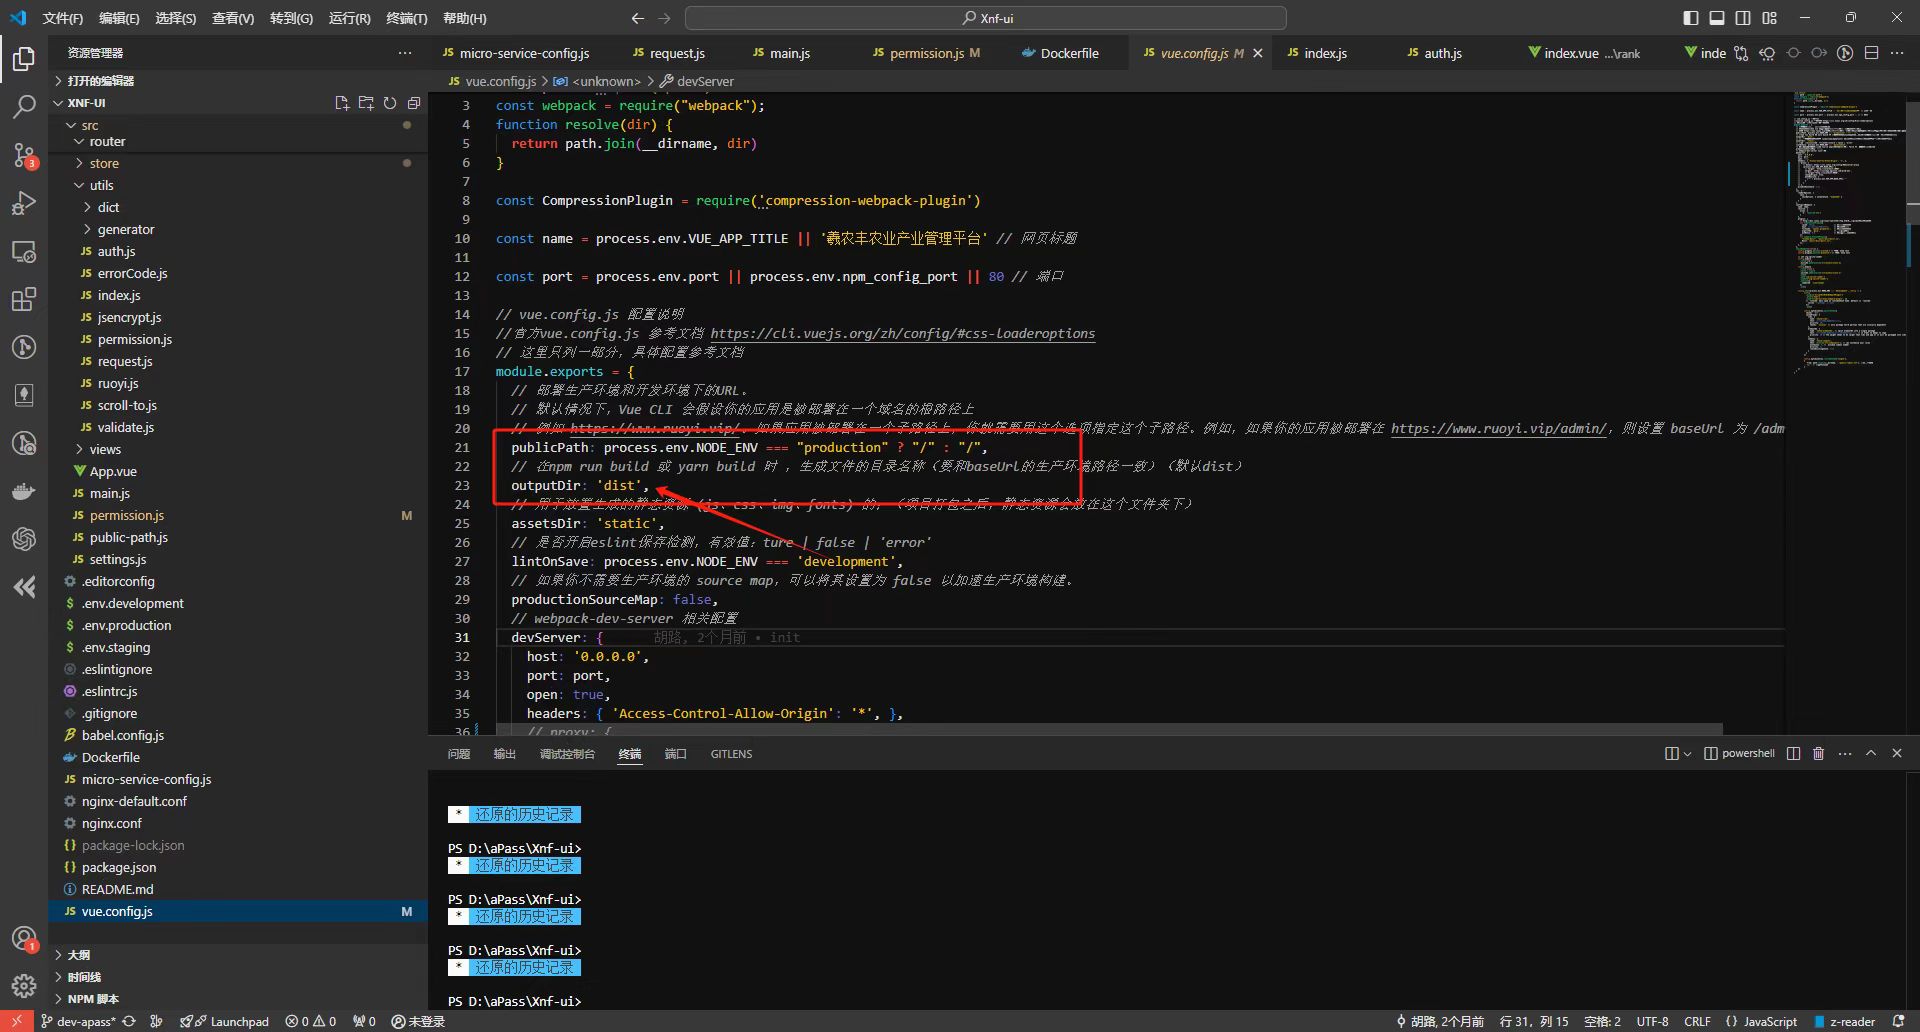 文件(F) 编辑(E) 选择(S) 查看(V) 转到(G) 运行(R) 终端(T) 帮助(H)
Xnf-ui
资源管理器
JS micro-service-config.js JS request.js JS main.js JS permission.js M Dockerfile JS vue.config.js M JS index.js JS auth.js index.vue ...\rank inde
JS vue.config.js > <unknown> > devServer
打开的编辑器
XNF-UI
src
router
store
utils
dict
generator
JS auth.js
JS errorCode.js
JS index.js
JS jsencrypt.js
JS permission.js
JS request.js
JS ruoyi.js
JS scroll-to.js
JS validate.js
views
App.vue
JS main.js
JS permission.js M
JS public-path.js
JS settings.js
.editorconfig
$ .env.development
$ .env.production
$ .env.staging
.eslintignore
.eslintrc.js
.gitignore
babel.config.js
Dockerfile
JS micro-service-config.js
nginx-default.conf
nginx.conf
{} package-lock.json
{} package.json
README.md
JS vue.config.js M
大纲
时间线
NPM 脚本
3
1
3 const webpack = require("webpack");
4 function resolve(dir) {
5 return path.join(__dirname, dir)
6 }
7
8 const CompressionPlugin = require('compression-webpack-plugin')
9
10 const name = process.env.VUE_APP_TITLE || '羲农丰农业产业管理平台' // 网页标题
11
12 const port = process.env.port || process.env.npm_config_port || 80 // 端口
13
14 // vue.config.js 配置说明
15 //官方vue.config.js 参考文档 https://cli.vuejs.org/zh/config/#css-loaderoptions
16 // 这里只列一部分，具体配置参考文档
17 module.exports = {
18 // 部署生产环境和开发环境下的URL。
19 // 默认情况下，Vue CLI 会假设你的应用是被部署在一个域名的根路径上
20 // 例如 https://www.ruoyi.vip/。如果应用被部署在一个子路径上，你就需要用这个选项指定这个子路径。例如，如果你的应用被部署在 https://www.ruoyi.vip/admin/，则设置 baseUrl 为 /adm
21 publicPath: process.env.NODE_ENV === "production" ? "/" : "/",
22 // 在npm run build 或 yarn build 时 ，生成文件的目录名称（要和baseUrl的生产环境路径一致）（默认dist）
23 outputDir: 'dist',
24 // 用于放置生成的静态资源 (js、css、img、fonts) 的；（项目打包之后，静态资源会放在这个文件夹下）
25 assetsDir: 'static',
26 // 是否开启eslint保存检测，有效值：ture | false | 'error'
27 lintOnSave: process.env.NODE_ENV === 'development',
28 // 如果你不需要生产环境的 source map，可以将其设置为 false 以加速生产环境构建。
29 productionSourceMap: false,
30 // webpack-dev-server 相关配置
31 devServer: { 胡路, 2个月前 • init
32 host: '0.0.0.0',
33 port: port,
34 open: true,
35 headers: { 'Access-Control-Allow-Origin': '*', },
36 // proxy: {
问题 输出 调试控制台 终端 端口 GITLENS
powershell
* 还原的历史记录
PS D:\aPass\Xnf-ui>
* 还原的历史记录
PS D:\aPass\Xnf-ui>
* 还原的历史记录
PS D:\aPass\Xnf-ui>
* 还原的历史记录
PS D:\aPass\Xnf-ui>
dev-apass* Launchpad 0 0 0 未登录 胡路, 2个月前 行 31，列 15 空格: 2 UTF-8 CRLF {} JavaScript z-reader